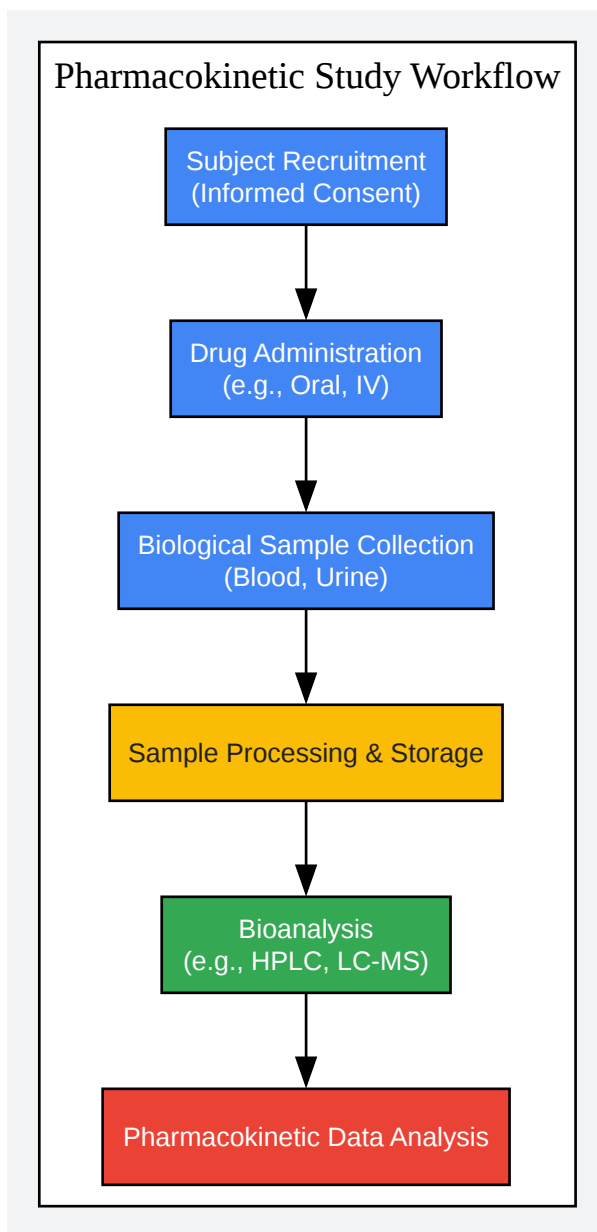 Pharmacokinetic Study Workflow
Subject Recruitment
(Informed Consent)
Drug Administration
(e.g., Oral, IV)
Biological Sample Collection
(Blood, Urine)
Sample Processing & Storage
Bioanalysis
(e.g., HPLC, LC-MS)
Pharmacokinetic Data Analysis